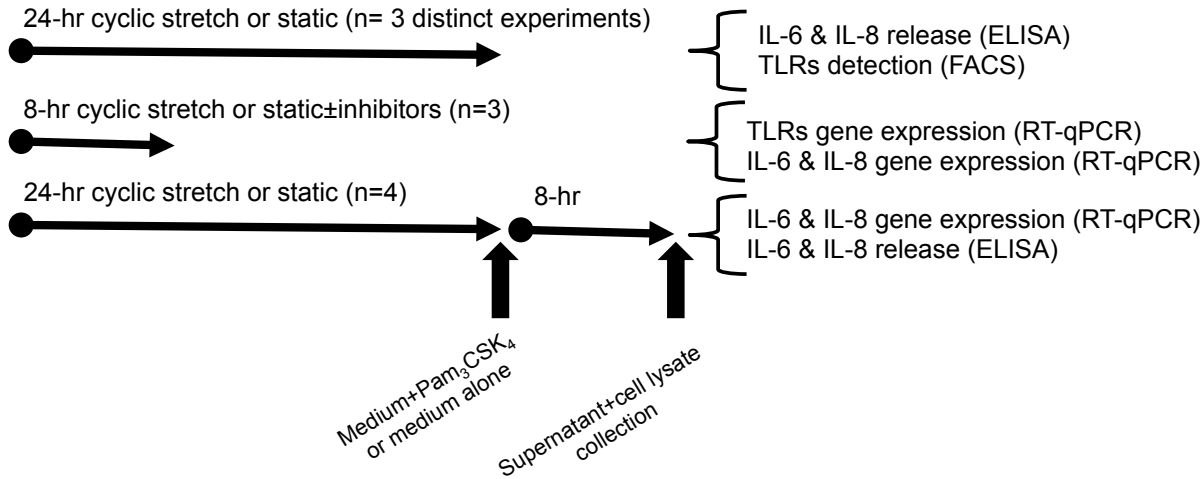 24-hr cyclic stretch or static (n= 3 distinct experiments)
IL-6 & IL-8 release (ELISA)
TLRs detection (FACS)
8-hr cyclic stretch or static±inhibitors (n=3)
TLRs gene expression (RT-qPCR)
IL-6 & IL-8 gene expression (RT-qPCR)
24-hr cyclic stretch or static (n=4)
8-hr
IL-6 & IL-8 gene expression (RT-qPCR)
IL-6 & IL-8 release (ELISA)
Medium+Pam₃CSK₄
or medium alone
Supernatant+cell lysate
collection